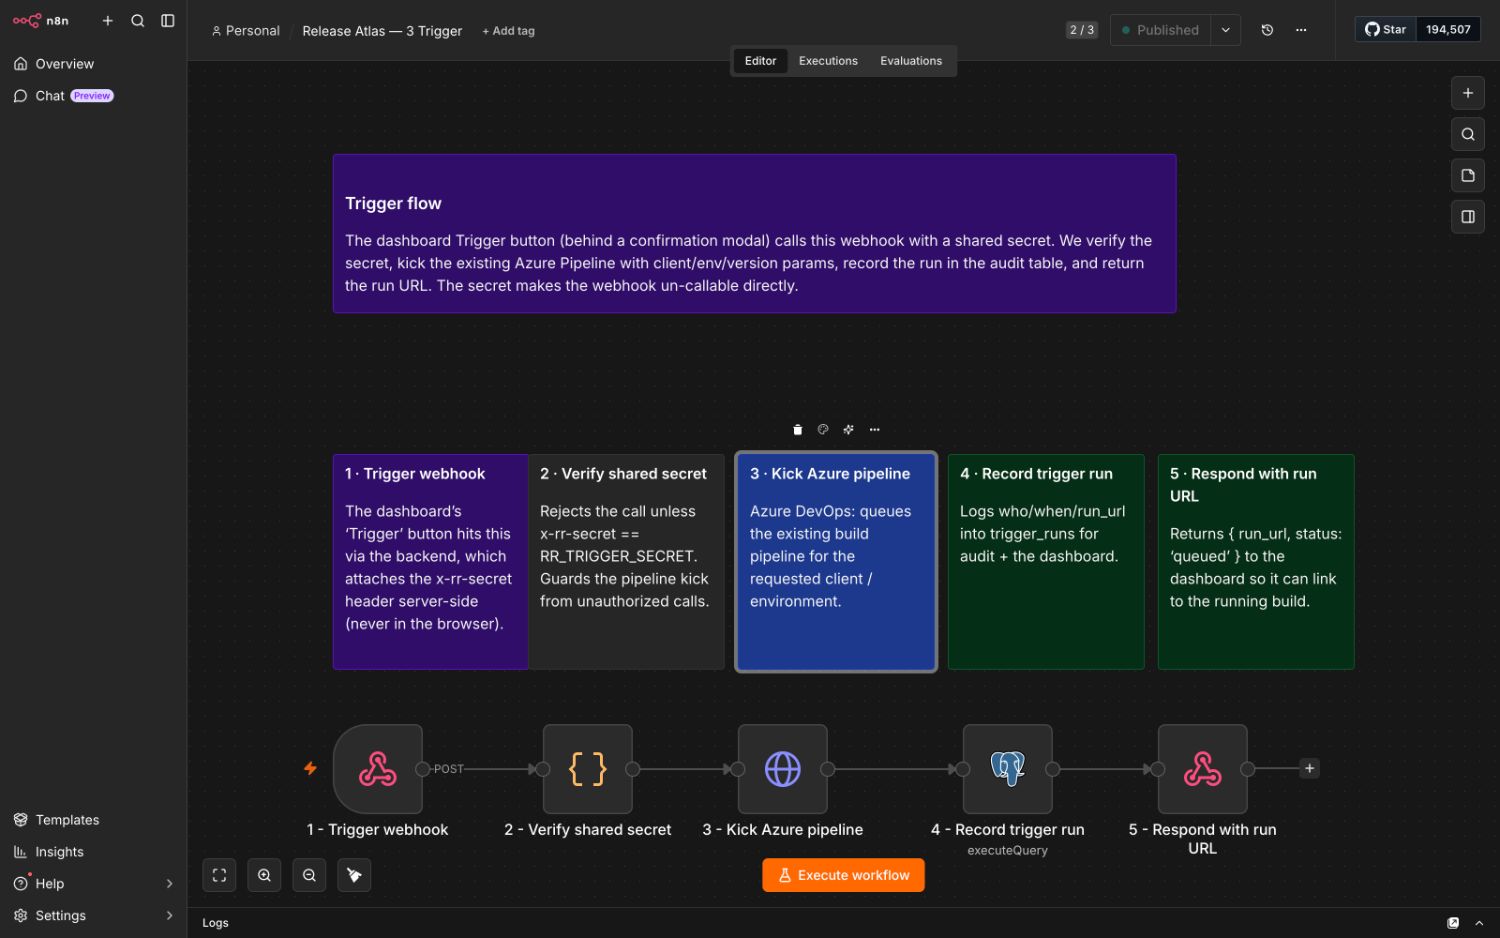 n8n
Personal / Release Atlas — 3 Trigger + Add tag
2 / 3
Published
Star 194,507
Editor Executions Evaluations
Overview
Chat Preview
Trigger flow
The dashboard Trigger button (behind a confirmation modal) calls this webhook with a shared secret. We verify the
secret, kick the existing Azure Pipeline with client/env/version params, record the run in the audit table, and return
the run URL. The secret makes the webhook un-callable directly.
1 · Trigger webhook
The dashboard’s
‘Trigger’ button hits this
via the backend, which
attaches the x-rr-secret
header server-side
(never in the browser).
2 · Verify shared secret
Rejects the call unless
x-rr-secret ==
RR_TRIGGER_SECRET.
Guards the pipeline kick
from unauthorized calls.
3 · Kick Azure pipeline
Azure DevOps: queues
the existing build
pipeline for the
requested client /
environment.
4 · Record trigger run
Logs who/when/run_url
into trigger_runs for
audit + the dashboard.
5 · Respond with run
URL
Returns { run_url, status:
‘queued’ } to the
dashboard so it can link
to the running build.
POST
1 - Trigger webhook
2 - Verify shared secret
3 - Kick Azure pipeline
4 - Record trigger run
executeQuery
5 - Respond with run
URL
Templates
Insights
Help
Settings
Execute workflow
Logs